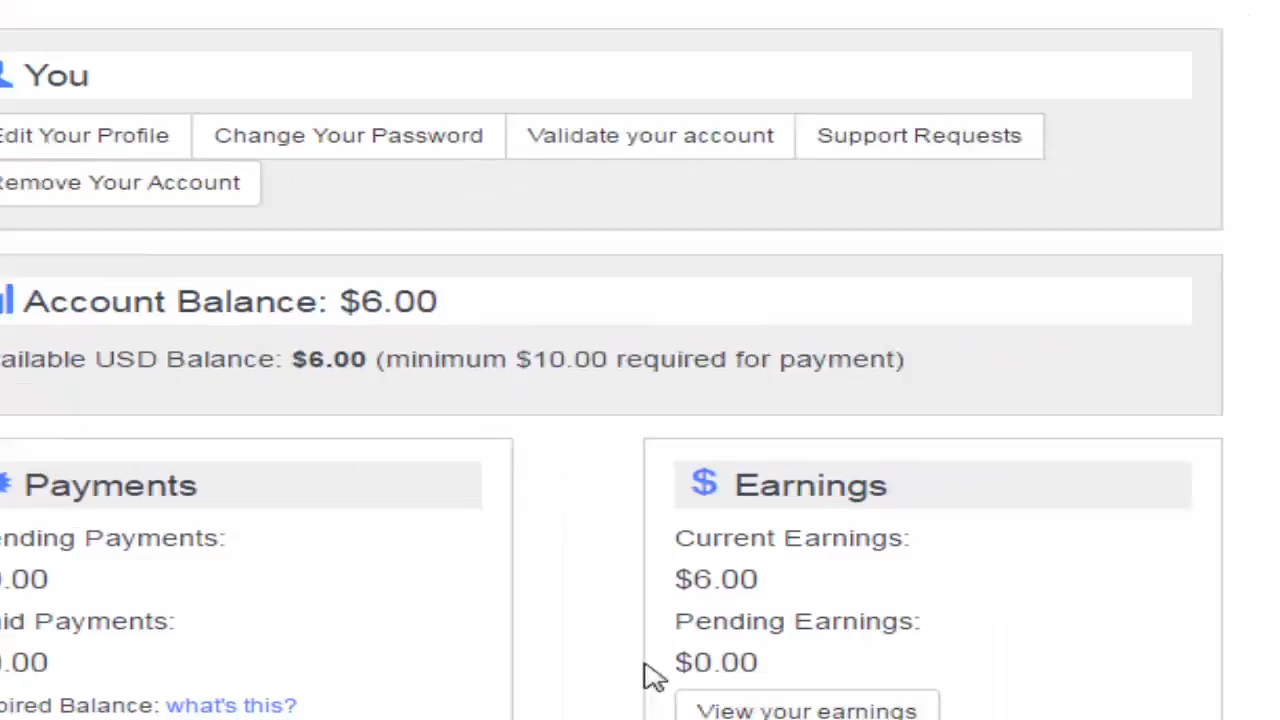 You
Edit Your Profile Change Your Password Validate your account Support Requests
Remove Your Account
Account Balance: $6.00
ailable USD Balance: $6.00 (minimum $10.00 required for payment)
Payments
Earnings
ending Payments:
Current Earnings:
.00
$6.00
aid Payments:
Pending Earnings:
.00
$0.00
pired Balance: what's this?
View your earnings